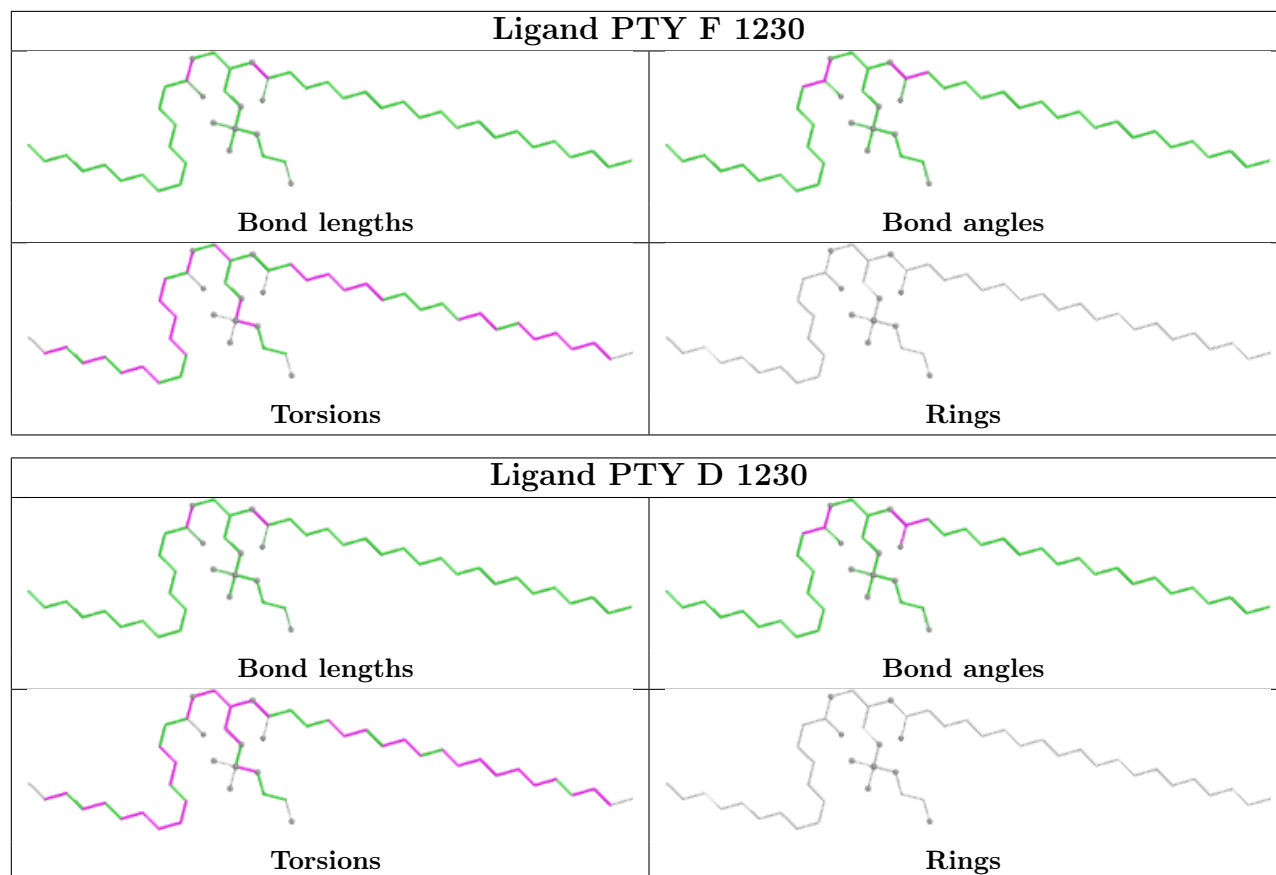 Ligand PTY F 1230
Bond lengths
Bond angles
Torsions
Rings
Ligand PTY D 1230
Bond lengths
Bond angles
Torsions
Rings